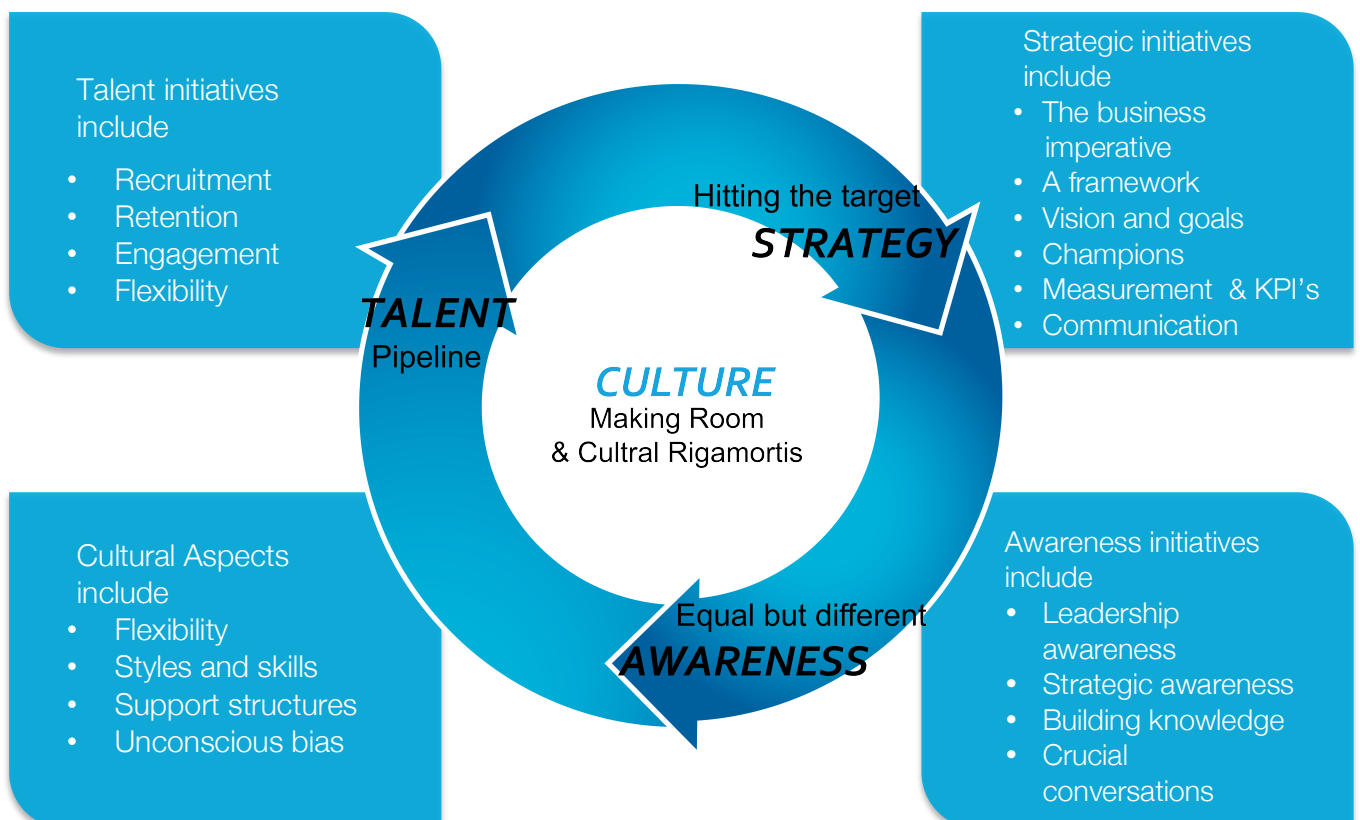 Talent initiatives
include
• Recruitment
• Retention
• Engagement
• Flexibility
Strategic initiatives
include
• The business
imperative
• A framework
• Vision and goals
• Champions
• Measurement & KPI's
• Communication
Hitting the target
STRATEGY
TALENT
Pipeline
CULTURE
Making Room
& Cultral Rigamortis
Equal but different
AWARENESS
Cultural Aspects
include
• Flexibility
• Styles and skills
• Support structures
• Unconscious bias
Awareness initiatives
include
• Leadership
awareness
• Strategic awareness
• Building knowledge
• Crucial
conversations